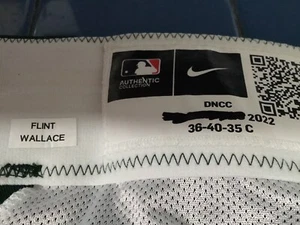 AUTHENTIC
COLLECTION
DNCC
2022
36-40-35 C
FLINT
WALLACE